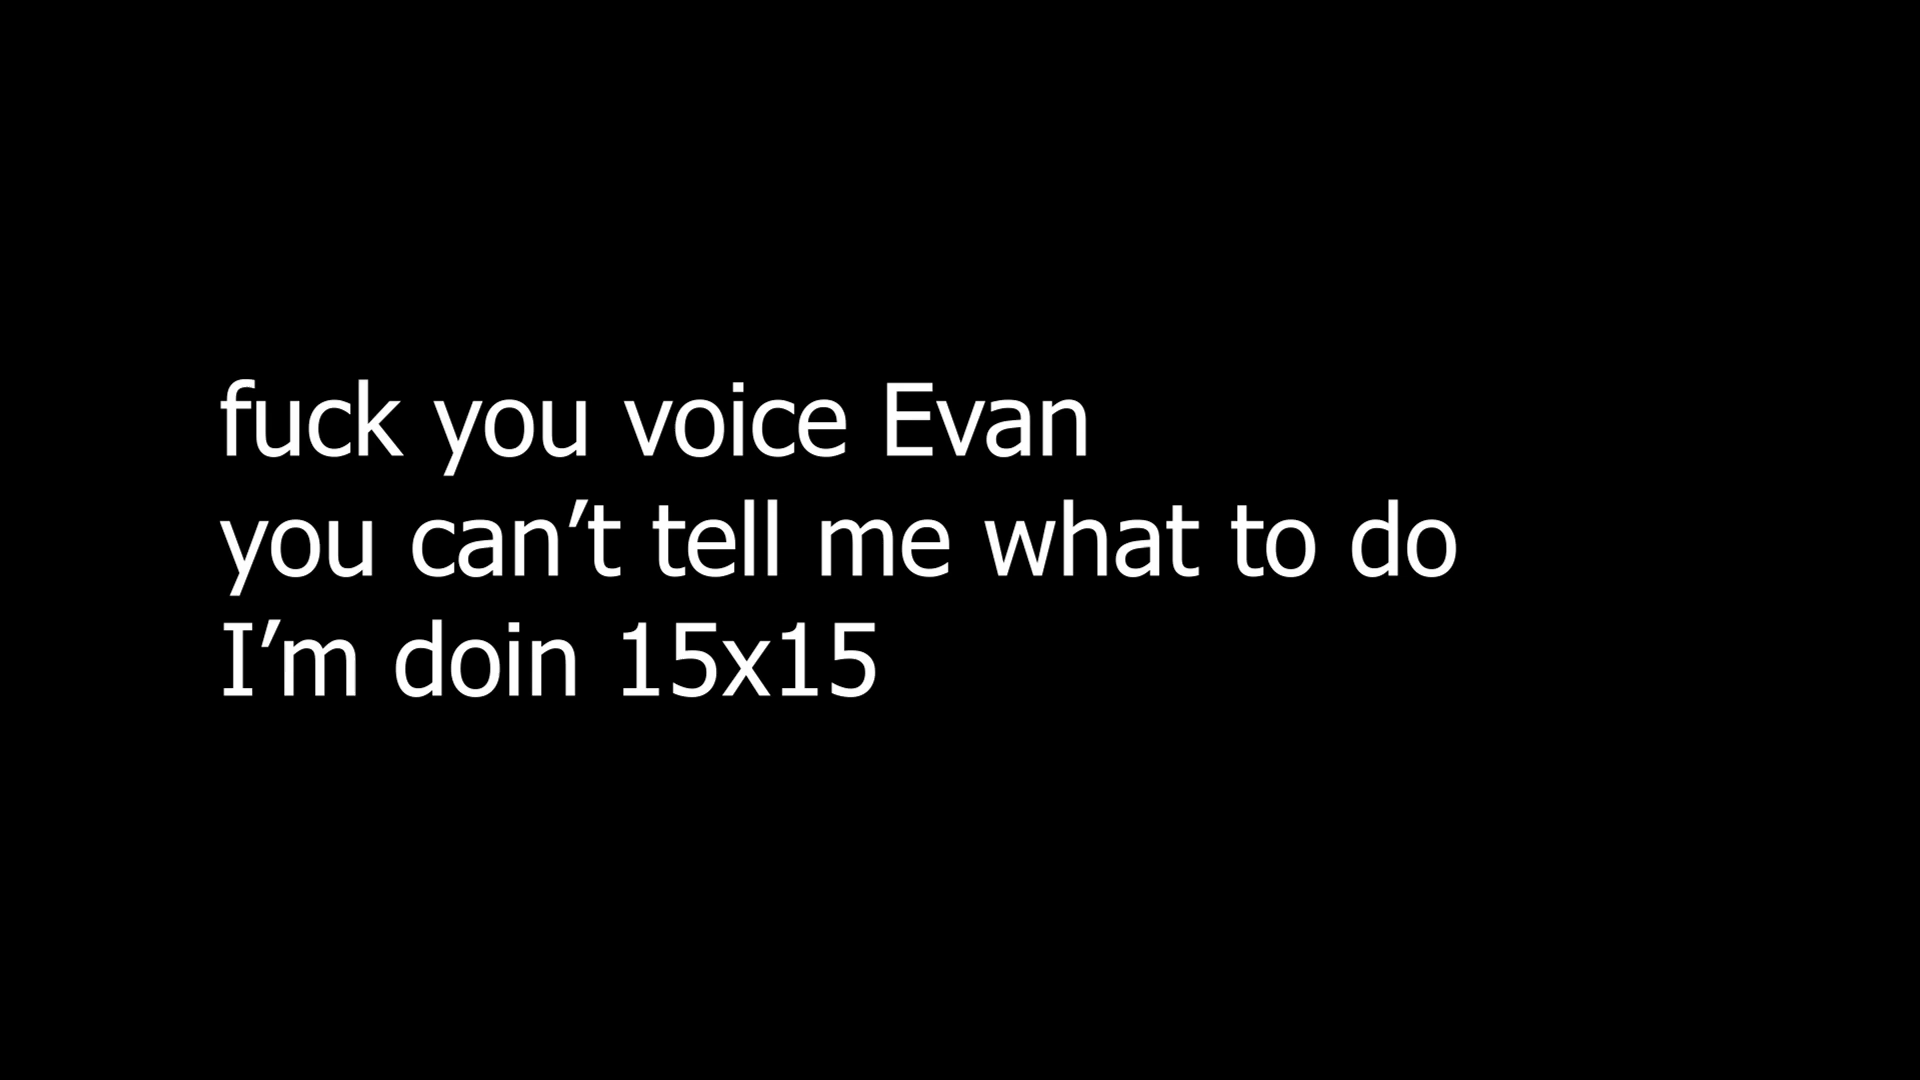 fuck you voice Evan
you can’t tell me what to do
I’m doin 15x15